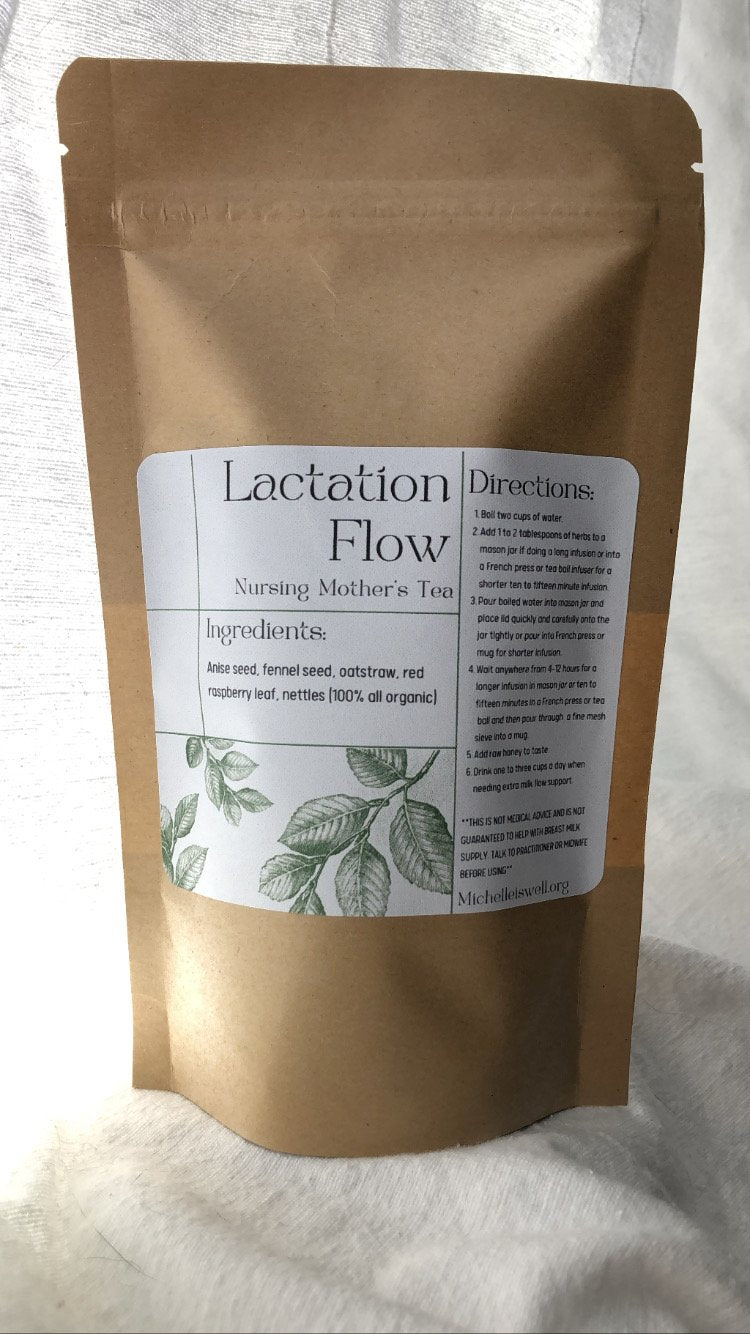 Lactation
Flow
Nursing Mother's Tea
Ingredients:
Anise seed, fennel seed, oatstraw, red
raspberry leaf, nettles (100% all organic)
Directions:
1. Boil two cups of water.
2. Add 1 to 2 tablespoons of herbs to a
mason jar if doing a long infusion or into
a French press or tea ball infuser for a
shorter ten to fifteen minute infusion.
3. Pour boiled water into mason jar and
place lid quickly and carefully onto the
jar tightly or pour into French press or
mug for shorter infusion.
4. Wait anywhere from 4-12 hours for a
longer infusion in mason jar or ten to
fifteen minutes in a French press or tea
ball and then pour through a fine mesh
sieve into a mug.
5. Add raw honey to taste
6. Drink one to three cups a day when
needing extra milk flow support.
**THIS IS NOT MEDICAL ADVICE AND IS NOT
GUARANTEED TO HELP WITH BREAST MILK
SUPPLY. TALK TO PRACTITIONER OR MIDWIFE
BEFORE USING**
Michelleiswell.org